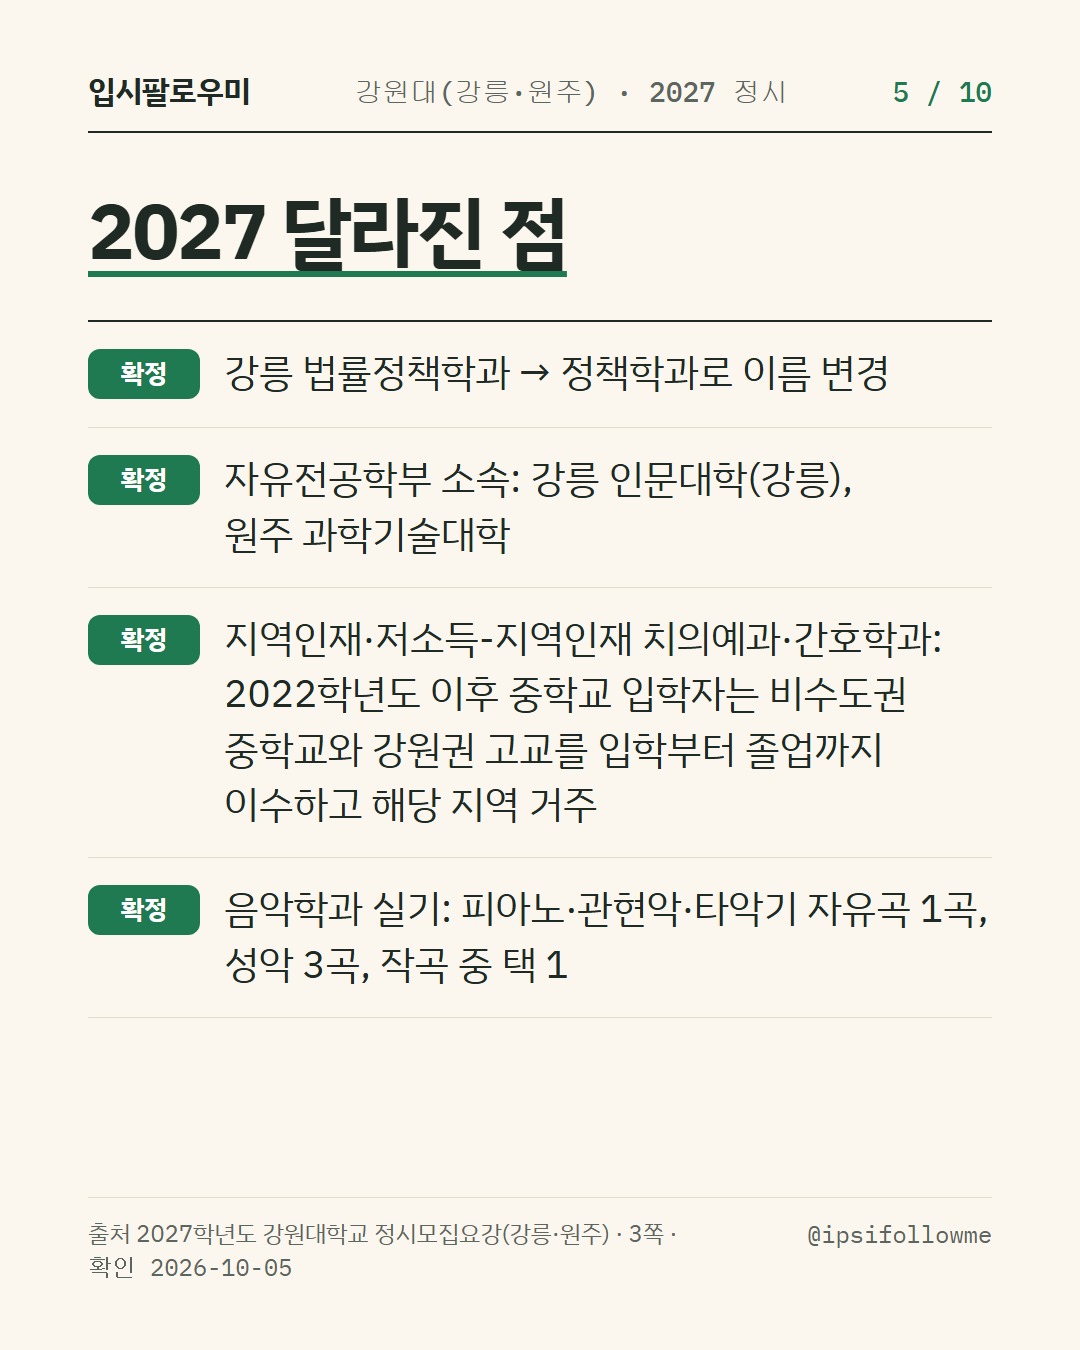 입시팔로우미
강원대(강릉·원주) · 2027 정시
5 / 10
2027 달라진 점
확정
강릉 법률정책학과 → 정책학과로 이름 변경
확정
자유전공학부 소속: 강릉 인문대학(강릉),
원주 과학기술대학
확정
지역인재·저소득-지역인재 치의예과·간호학과:
2022학년도 이후 중학교 입학자는 비수도권
중학교와 강원권 고교를 입학부터 졸업까지
이수하고 해당 지역 거주
확정
음악학과 실기: 피아노·관현악·타악기 자유곡 1곡,
성악 3곡, 작곡 중 택 1
출처 2027학년도 강원대학교 정시모집요강(강릉·원주) · 3쪽 ·
확인 2026-10-05
@ipsifollowme